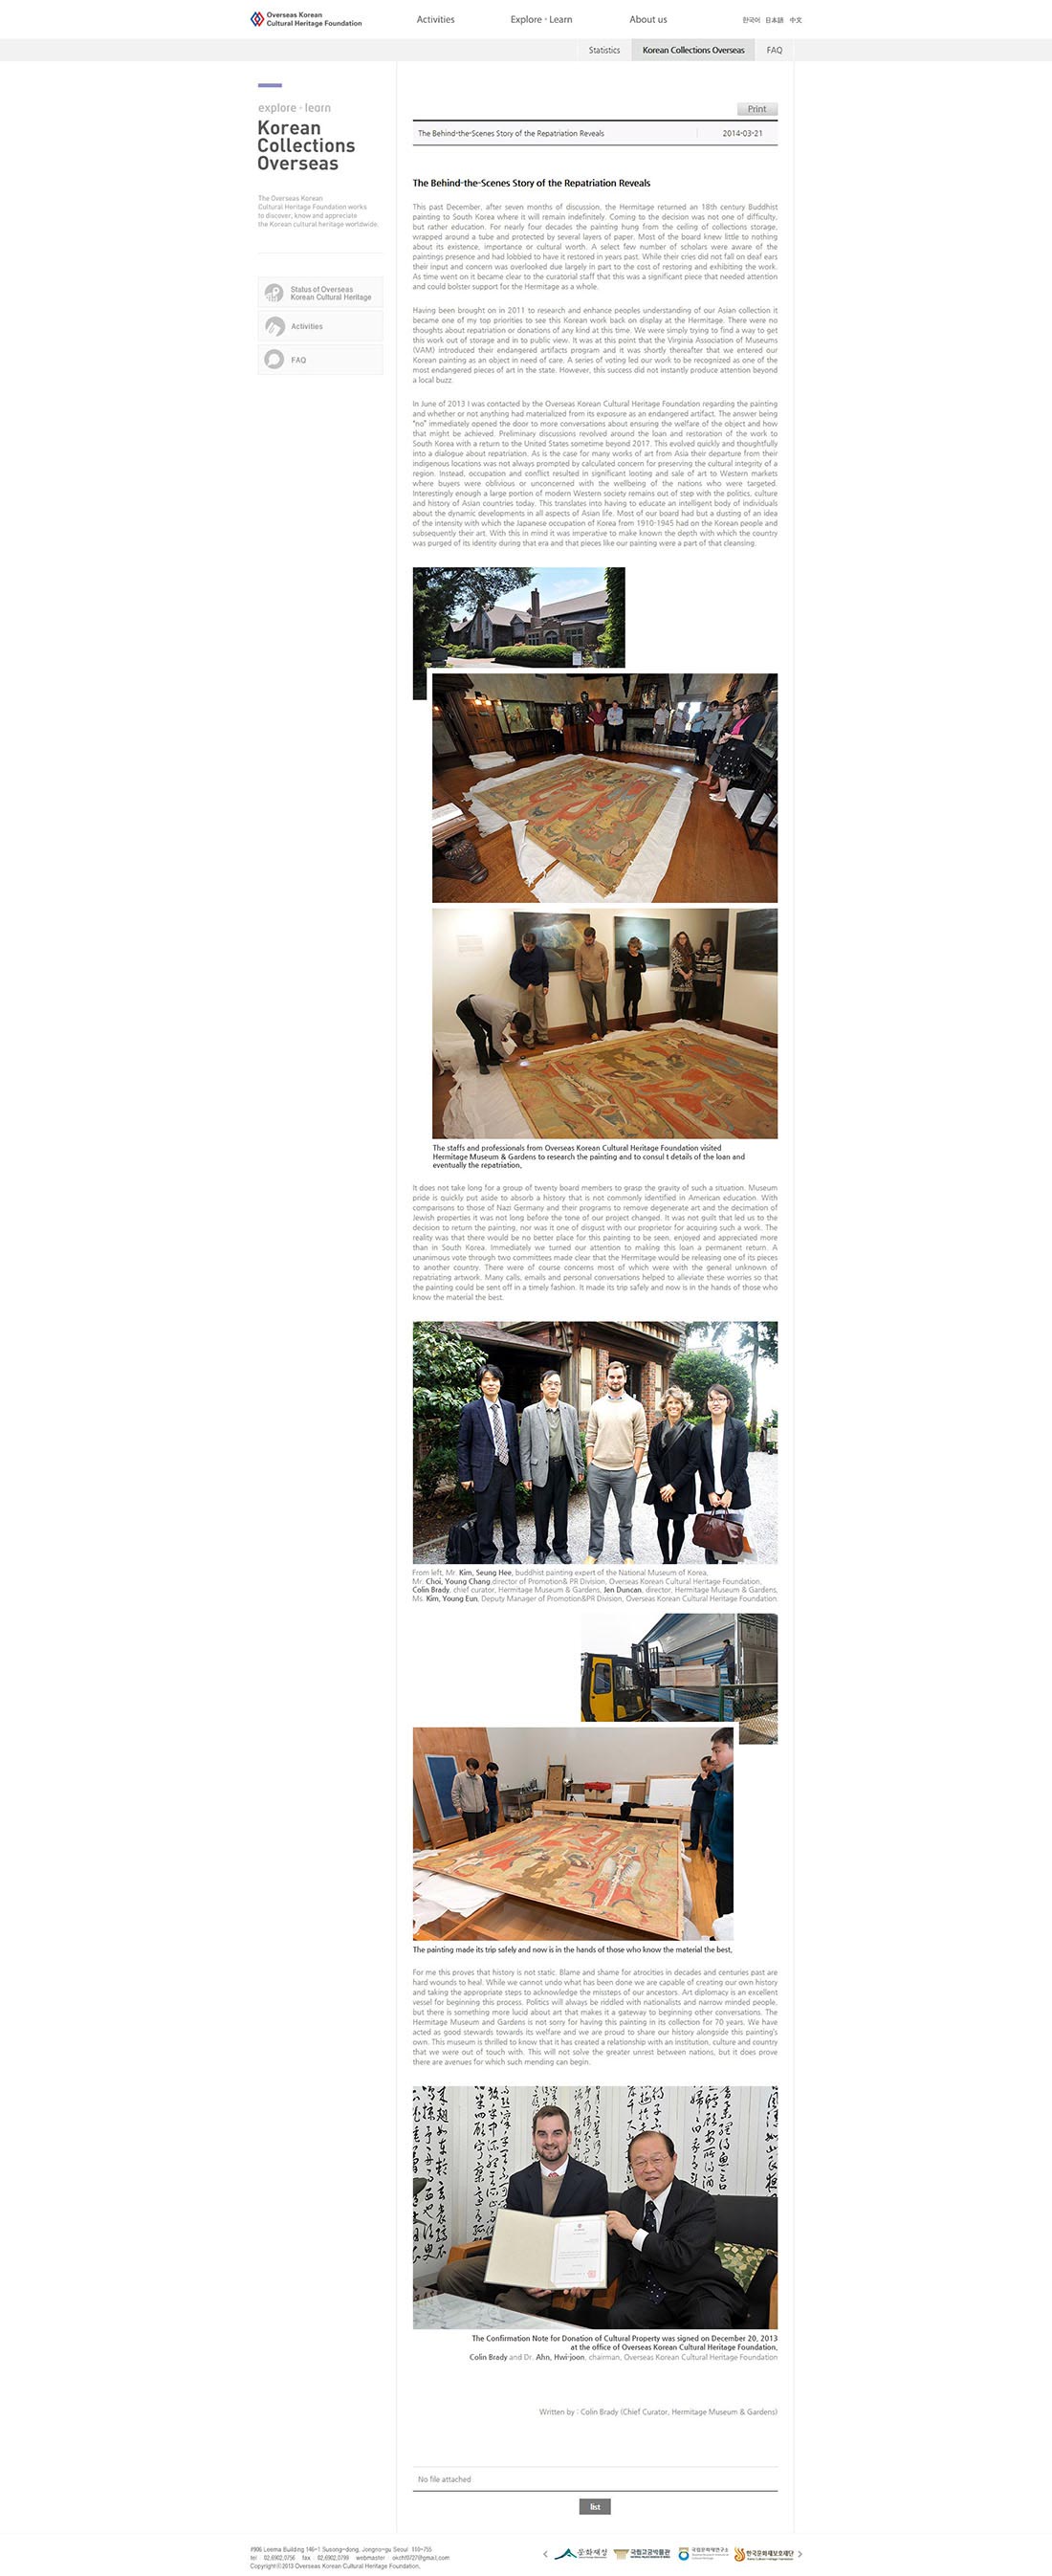 Overseas Korean
Cultural Heritage Foundation
Activities
Explore · Learn
About us
한국어 日本語 中文
Statistics
Korean Collections Overseas
FAQ
explore · learn
Korean
Collections
Overseas
The Overseas Korean
Cultural Heritage Foundation works
to discover, know and appreciate
the Korean cultural heritage worldwide.
Status of Overseas
Korean Cultural Heritage
Activities
FAQ
Print
The Behind-the-Scenes Story of the Repatriation Reveals
2014-03-21
The Behind-the-Scenes Story of the Repatriation Reveals
This past December, after seven months of discussion, the Hermitage returned an 18th century Buddhist
painting to South Korea where it will remain indefinitely. Coming to the decision was not one of difficulty,
but rather education. For nearly four decades the painting hung from the ceiling of collections storage,
wrapped around a tube and protected by several layers of paper. Most of the board knew little to nothing
about its existence, importance or cultural worth. A select few number of scholars were aware of the
paintings presence and had lobbied to have it restored in years past. While their cries did not fall on deaf ears
their input and concern was overlooked due largely in part to the cost of restoring and exhibiting the work.
As time went on it became clear to the curatorial staff that this was a significant piece that needed attention
and could bolster support for the Hermitage as a whole.
Having been brought on in 2011 to research and enhance peoples understanding of our Asian collection it
became one of my top priorities to see this Korean work back on display at the Hermitage. There were no
thoughts about repatriation or donations of any kind at this time. We were simply trying to find a way to get
this work out of storage and in to public view. It was at this point that the Virginia Association of Museums
(VAM) introduced their endangered artifacts program and it was shortly thereafter that we entered our
Korean painting as an object in need of care. A series of voting led our work to be recognized as one of the
most endangered pieces of art in the state. However, this success did not instantly produce attention beyond
a local buzz.
In June of 2013 I was contacted by the Overseas Korean Cultural Heritage Foundation regarding the painting
and whether or not anything had materialized from its exposure as an endangered artifact. The answer being
"no" immediately opened the door to more conversations about ensuring the welfare of the object and how
that might be achieved. Preliminary discussions revolved around the loan and restoration of the work to
South Korea with a return to the United States sometime beyond 2017. This evolved quickly and thoughtfully
into a dialogue about repatriation. As is the case for many works of art from Asia their departure from their
indigenous locations was not always prompted by calculated concern for preserving the cultural integrity of a
region. Instead, occupation and conflict resulted in significant looting and sale of art to Western markets
where buyers were oblivious or unconcerned with the wellbeing of the nations who were targeted.
Interestingly enough a large portion of modern Western society remains out of step with the politics, culture
and history of Asian countries today. This translates into having to educate an intelligent body of individuals
about the dynamic developments in all aspects of Asian life. Most of our board had but a dusting of an idea
of the intensity with which the Japanese occupation of Korea from 1910-1945 had on the Korean people and
subsequently their art. With this in mind it was imperative to make known the depth with which the country
was purged of its identity during that era and that pieces like our painting were a part of that cleansing.
The staffs and professionals from Overseas Korean Cultural Heritage Foundation visited
Hermitage Museum & Gardens to research the painting and to consul t details of the loan and
eventually the repatriation.
It does not take long for a group of twenty board members to grasp the gravity of such a situation. Museum
pride is quickly put aside to absorb a history that is not commonly identified in American education. With
comparisons to those of Nazi Germany and their programs to remove degenerate art and the decimation of
Jewish properties it was not long before the tone of our project changed. It was not guilt that led us to the
decision to return the painting, nor was it one of disgust with our proprietor for acquiring such a work. The
reality was that there would be no better place for this painting to be seen, enjoyed and appreciated more
than in South Korea. Immediately we turned our attention to making this loan a permanent return. A
unanimous vote through two committees made clear that the Hermitage would be releasing one of its pieces
to another country. There were of course concerns most of which were with the general unknown of
repatriating artwork. Many calls, emails and personal conversations helped to alleviate these worries so that
the painting could be sent off in a timely fashion. It made its trip safely and now is in the hands of those who
know the material the best.
From left, Mr. Kim, Seung Hee, buddhist painting expert of the National Museum of Korea,
Mr. Choi, Young Chang,director of Promotion& PR Division, Overseas Korean Cultural Heritage Foundation,
Colin Brady, chief curator, Hermitage Museum & Gardens, Jen Duncan, director, Hermitage Museum & Gardens,
Ms. Kim, Young Eun, Deputy Manager of Promotion&PR Division, Overseas Korean Cultural Heritage Foundation.
The painting made its trip safely and now is in the hands of those who know the material the best.
For me this proves that history is not static. Blame and shame for atrocities in decades and centuries past are
hard wounds to heal. While we cannot undo what has been done we are capable of creating our own history
and taking the appropriate steps to acknowledge the missteps of our ancestors. Art diplomacy is an excellent
vessel for beginning this process. Politics will always be riddled with nationalists and narrow minded people,
but there is something more lucid about art that makes it a gateway to beginning other conversations. The
Hermitage Museum and Gardens is not sorry for having this painting in its collection for 70 years. We have
acted as good stewards towards its welfare and we are proud to share our history alongside this painting's
own. This museum is thrilled to know that it has created a relationship with an institution, culture and country
that we were out of touch with. This will not solve the greater unrest between nations, but it does prove
there are avenues for which such mending can begin.
The Confirmation Note for Donation of Cultural Property was signed on December 20, 2013
at the office of Overseas Korean Cultural Heritage Foundation.
Colin Brady and Dr. Ahn, Hwi-joon, chairman, Overseas Korean Cultural Heritage Foundation
Written by : Colin Brady (Chief Curator, Hermitage Museum & Gardens)
No file attached
list
#906 Leema Building 146-1 Susong-dong, Jongno-gu Seoul 110-755
tel : 02.6902.0756 fax : 02.6902.0799 webmaster : okchf0727@gmail.com
Copyright©2013 Overseas Korean Cultural Heritage Foundation.
문화재청
국립고궁박물관
국립문화재연구소
한국문화재보호재단